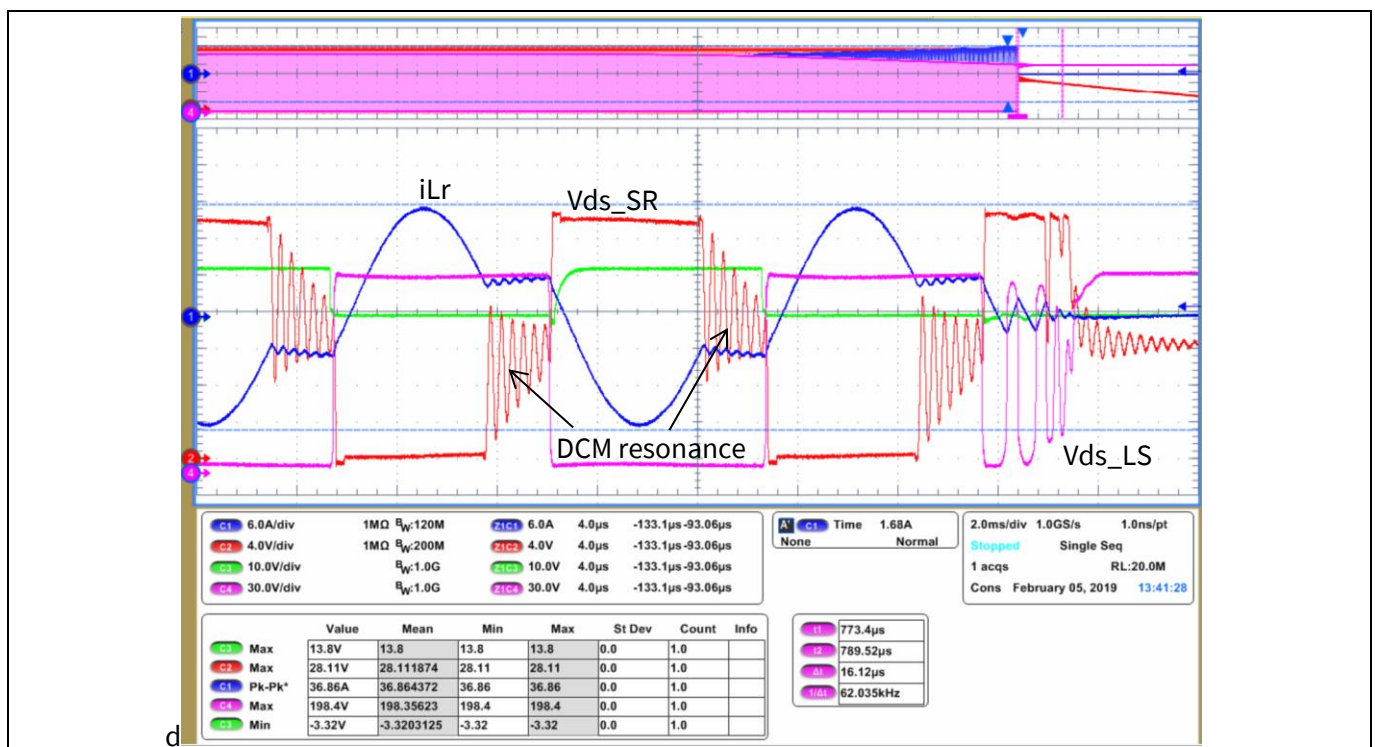 1
4
iLr
Vds_SR
1
DCM resonance
Vds_LS
2
4
C1 6.0A/div 1MΩ BW:120M Z1C1 6.0A 4.0µs -133.1µs -93.06µs
C2 4.0V/div 1MΩ BW:200M Z1C2 4.0V 4.0µs -133.1µs -93.06µs
C3 10.0V/div BW:1.0G Z1C3 10.0V 4.0µs -133.1µs -93.06µs
C4 30.0V/div BW:1.0G Z1C4 30.0V 4.0µs -133.1µs -93.06µs
A' C1 Time 1.68A
None Normal
2.0ms/div 1.0GS/s 1.0ns/pt
Stopped Single Seq
1 acqs RL:20.0M
Cons February 05, 2019 13:41:28
Value Mean Min Max St Dev Count Info
C3 Max 13.8V 13.8 13.8 13.8 0.0 1.0
C2 Max 28.11V 28.111874 28.11 28.11 0.0 1.0
C1 Pk-Pk* 36.86A 36.864372 36.86 36.86 0.0 1.0
C4 Max 198.4V 198.35623 198.4 198.4 0.0 1.0
C3 Min -3.32V -3.3203125 -3.32 -3.32 0.0 1.0
t1 773.4µs
t2 789.52µs
Δt 16.12µs
1/Δt 62.035kHz
d